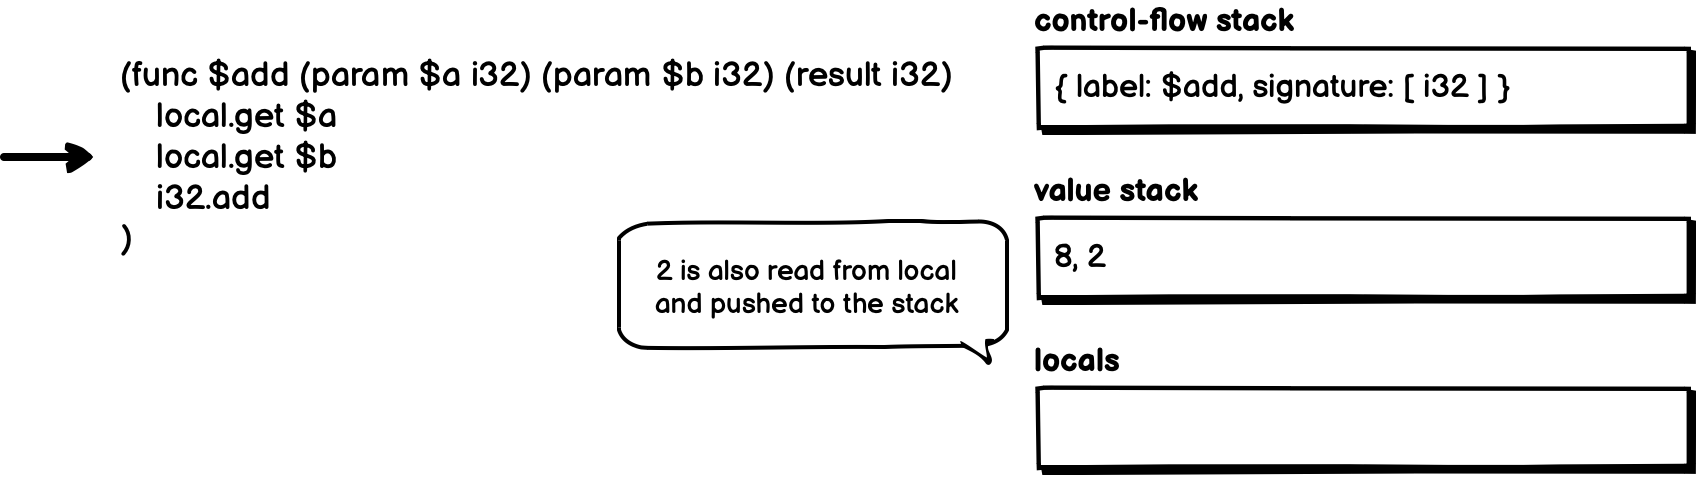 (func $add (param $a i32) (param $b i32) (result i32)
local.get $a
local.get $b
i32.add
)
2 is also read from local
and pushed to the stack
control-flow stack
{ label: $add, signature: [ i32 ] }
value stack
8, 2
locals